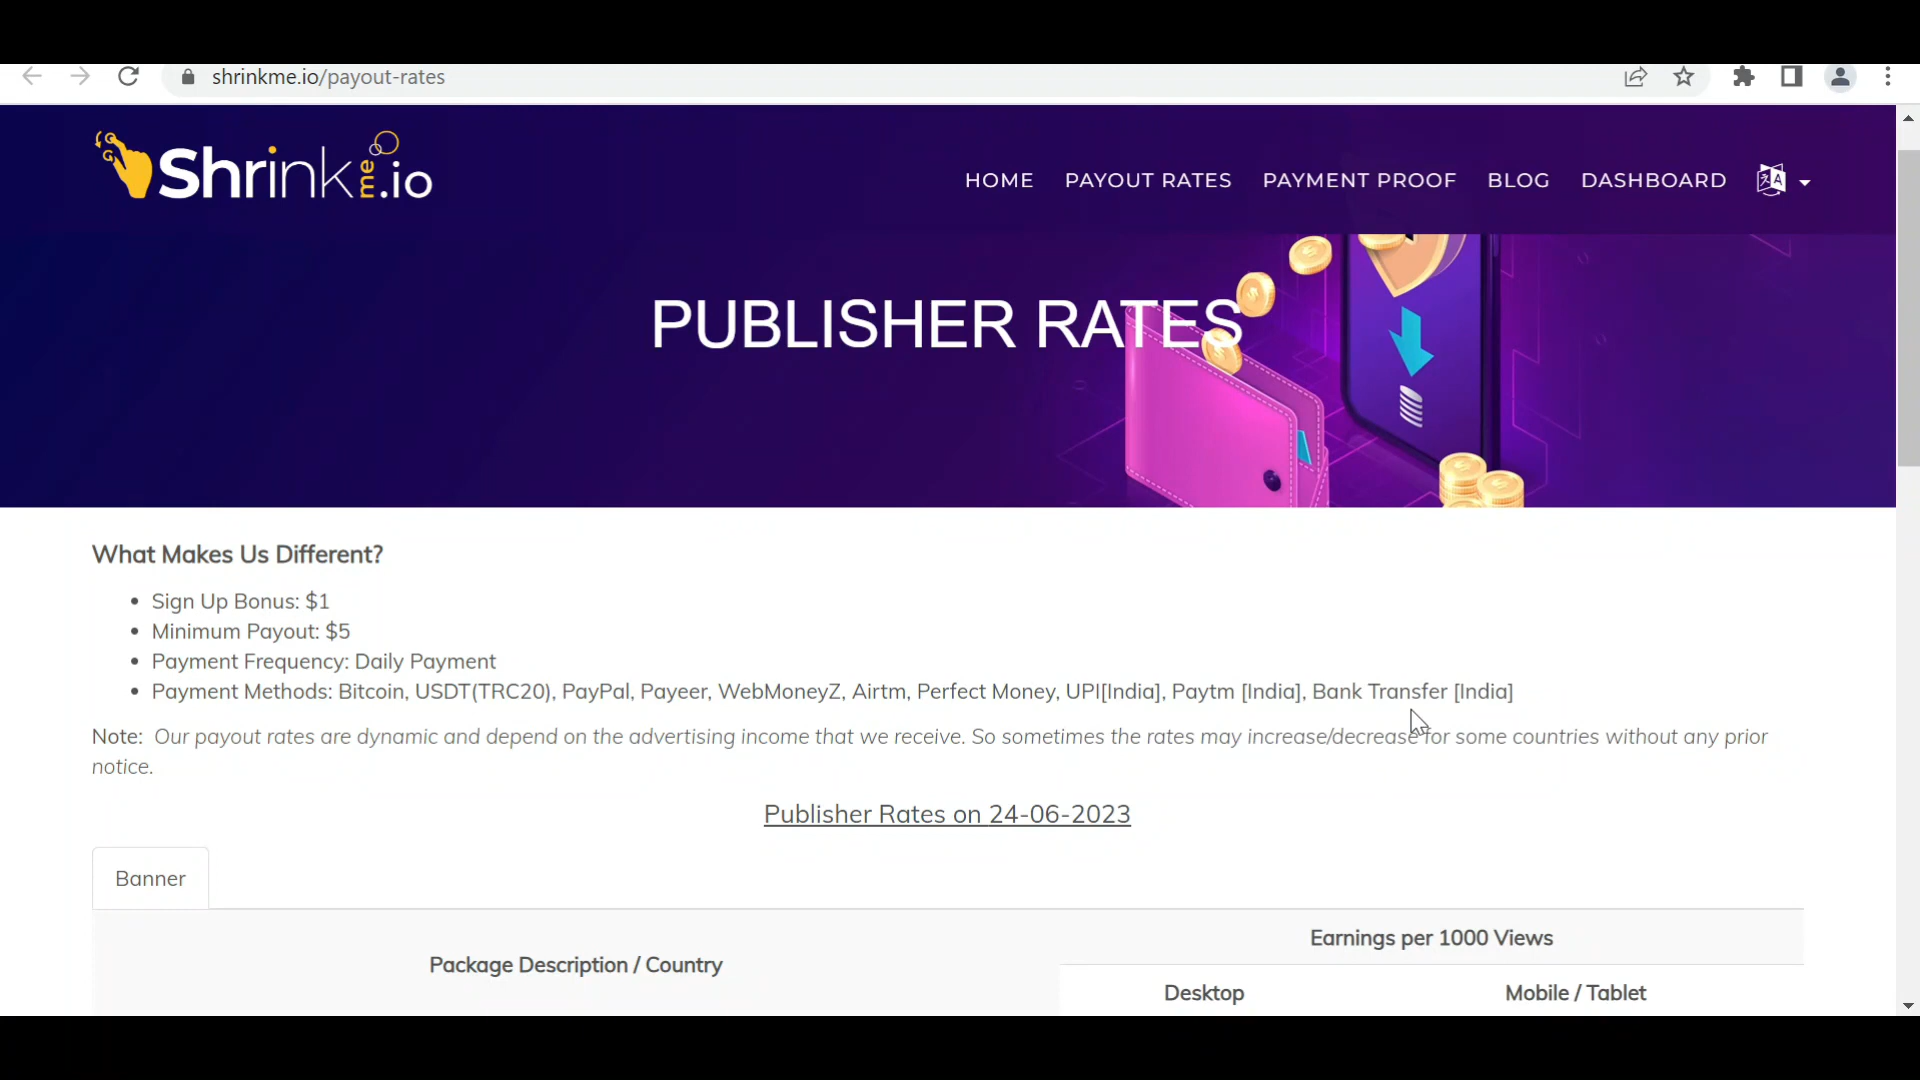 shrinkme.io/payout-rates
Shrinkme.io
HOME PAYOUT RATES PAYMENT PROOF BLOG DASHBOARD
PUBLISHER RATES
What Makes Us Different?
• Sign Up Bonus: $1
• Minimum Payout: $5
• Payment Frequency: Daily Payment
• Payment Methods: Bitcoin, USDT(TRC20), PayPal, Payeer, WebMoneyZ, Airtm, Perfect Money, UPI[India], Paytm [India], Bank Transfer [India]
Note: Our payout rates are dynamic and depend on the advertising income that we receive. So sometimes the rates may increase/decrease for some countries without any prior
notice.
Publisher Rates on 24-06-2023
Banner
Earnings per 1000 Views
Package Description / Country
Desktop Mobile / Tablet